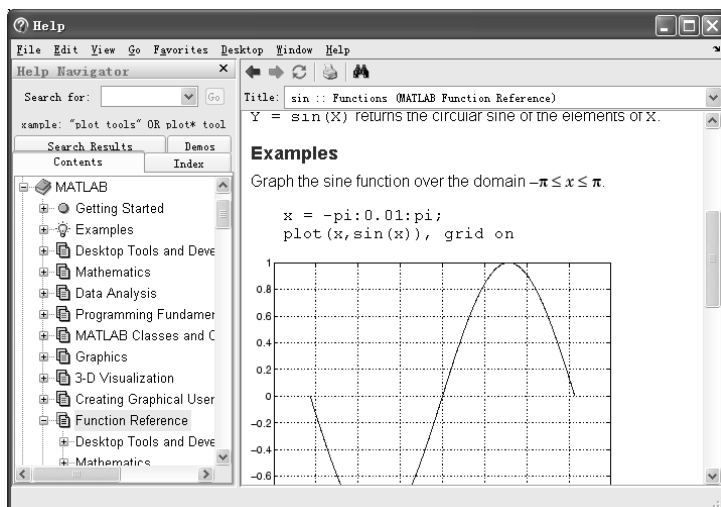 Help
File Edit View Go Favorites Desktop Window Help
Help Navigator
Search for:
Go
xample: "plot tools" OR plot* tool
Search Results Demos
Contents Index
MATLAB
Getting Started
Examples
Desktop Tools and Deve
Mathematics
Data Analysis
Programming Fundamer
MATLAB Classes and C
Graphics
3-D Visualization
Creating Graphical User
Function Reference
Desktop Tools and Deve
Mathematics
Title: sin :: Functions (MATLAB Function Reference)
Y = sin(X) returns the circular sine of the elements of X.
Examples
Graph the sine function over the domain –π ≤ x ≤ π.
x = -pi:0.01:pi;
plot(x,sin(x)), grid on
1
0.8
0.6
0.4
0.2
0
-0.2
-0.4
-0.6